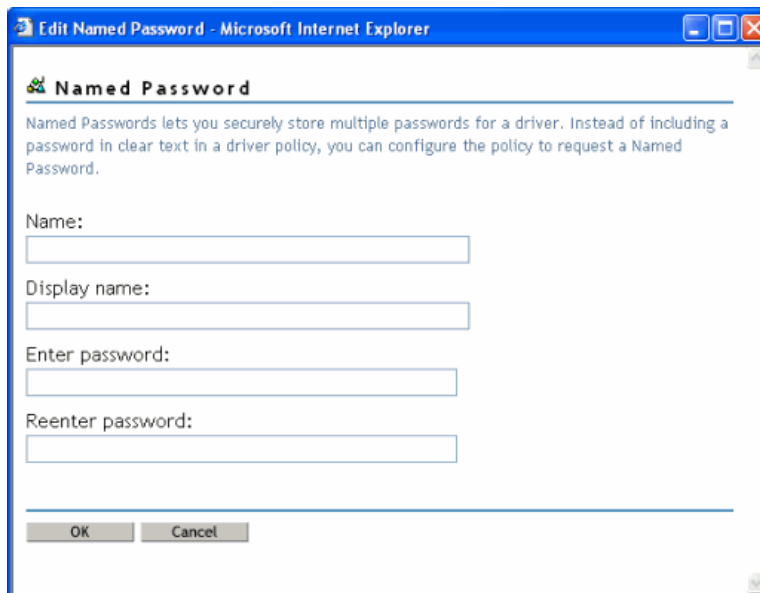 Edit Named Password - Microsoft Internet Explorer
Named Password
Named Passwords lets you securely store multiple passwords for a driver. Instead of including a
password in clear text in a driver policy, you can configure the policy to request a Named
Password.
Name:
Display name:
Enter password:
Reenter password:
OK Cancel